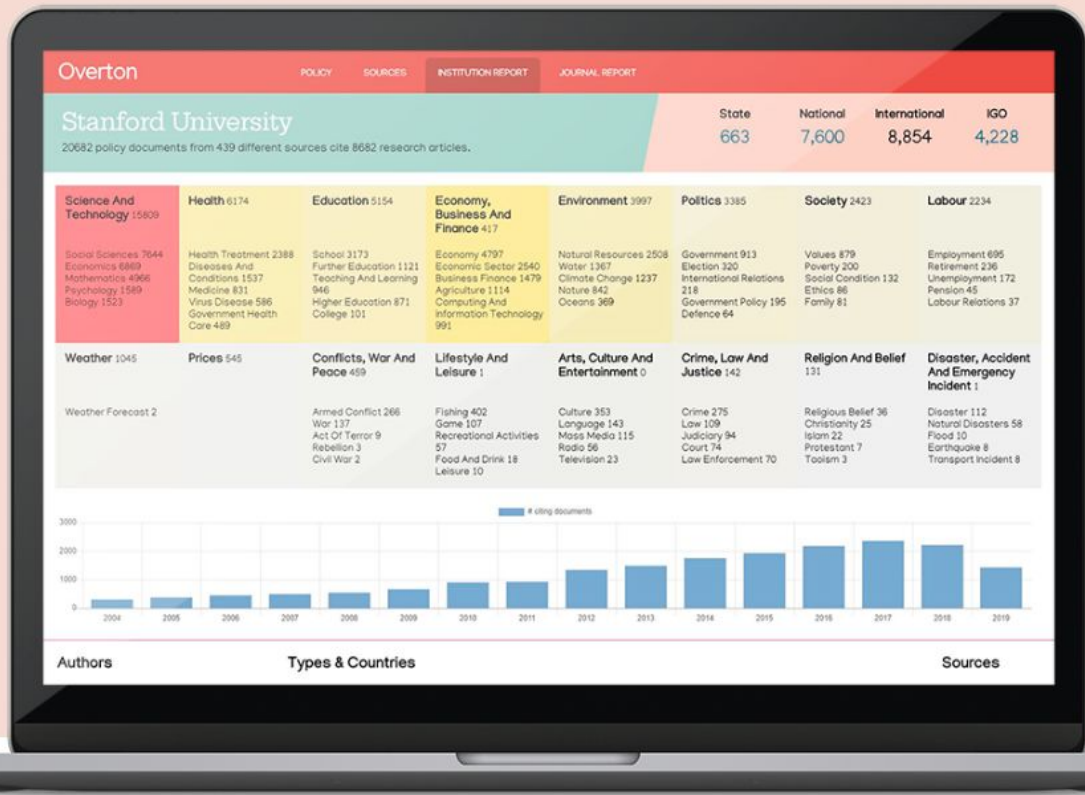 Overton
POLICY SOURCES INSTITUTION REPORT JOURNAL REPORT
Stanford University
20682 policy documents from 439 different sources cite 8682 research articles.
State National International IGO
663 7,600 8,854 4,228
Science And
Technology 15809
Social Sciences 7644
Economics 6869
Mathematics 4966
Psychology 1589
Biology 1523
Health 6174
Health Treatment 2388
Diseases And
Conditions 1537
Medicine 831
Virus Disease 586
Government Health
Care 489
Education 5154
School 3173
Further Education 1121
Teaching And Learning
946
Higher Education 871
College 101
Economy,
Business And
Finance 417
Economy 4797
Economic Sector 2540
Business Finance 1479
Agriculture 1114
Computing And
Information Technology
991
Environment 3997
Natural Resources 2508
Water 1367
Climate Change 1237
Nature 842
Oceans 369
Politics 3385
Government 913
Election 320
International Relations
218
Government Policy 195
Defence 64
Society 2423
Values 879
Poverty 200
Social Condition 132
Ethics 86
Family 81
Labour 2234
Employment 695
Retirement 236
Unemployment 172
Pension 45
Labour Relations 37
Weather 1045
Weather Forecast 2
Prices 545
Conflicts, War And
Peace 459
Armed Conflict 266
War 137
Act Of Terror 9
Rebellion 3
Civil War 2
Lifestyle And
Leisure 1
Fishing 402
Game 107
Recreational Activities
57
Food And Drink 18
Leisure 10
Arts, Culture And
Entertainment 0
Culture 353
Language 143
Mass Media 115
Radio 56
Television 23
Crime, Law And
Justice 142
Crime 275
Law 109
Judiciary 94
Court 74
Law Enforcement 70
Religion And Belief
131
Religious Belief 36
Christianity 25
Islam 22
Protestant 7
Taoism 3
Disaster, Accident
And Emergency
Incident 1
Disaster 112
Natural Disasters 58
Flood 10
Earthquake 8
Transport Incident 8
# citing documents
3000
2000
1000
0
2004 2005 2006 2007 2008 2009 2010 2011 2012 2013 2014 2015 2016 2017 2018 2019
Authors Types & Countries Sources